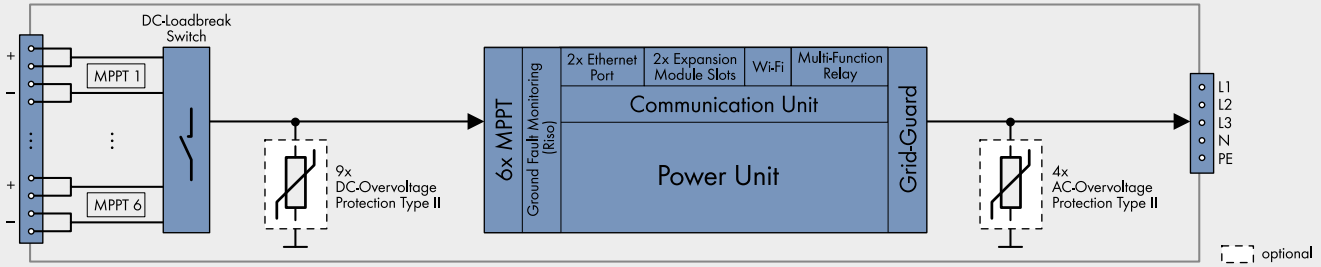 DC-Loadbreak
Switch
+
MPPT 1
–
...
...
+
MPPT 6
–
9x
DC-Overvoltage
Protection Type II
6x MPPT
Ground Fault Monitoring
(Riso)
2x Ethernet
Port
2x Expansion
Module Slots
Wi-Fi
Multi-Function
Relay
Communication Unit
Power Unit
Grid-Guard
4x
AC-Overvoltage
Protection Type II
L1
L2
L3
N
PE
optional